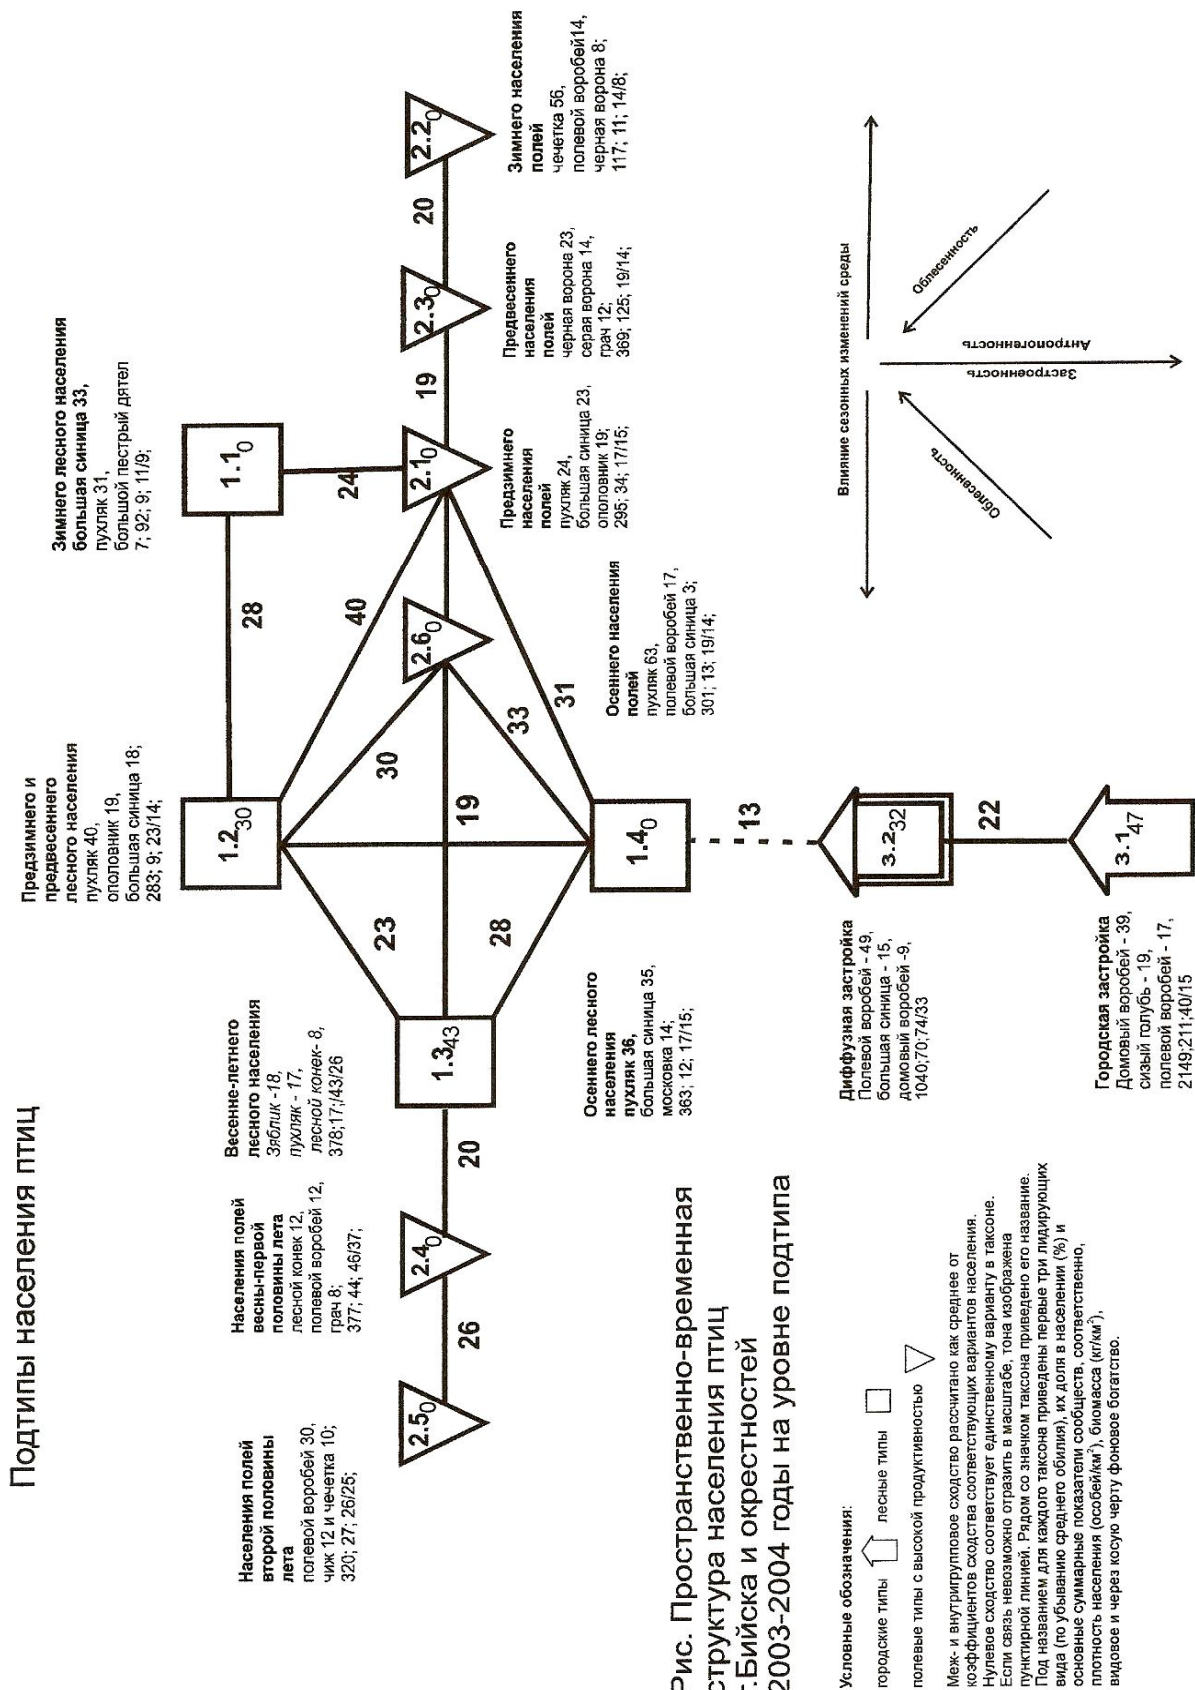 Подтипы населения птиц
Предзимнего и
предвесеннего
лесного населения
пухляк 40,
ополовник 19,
большая синица 18;
283; 9; 23/14;
Зимнего лесного населения
большая синица 33,
пухляк 31,
большой пестрый дятел
7; 92; 9; 11/9;
1.2 30
28
1.1 0
Весенне-летнего
лесного населения
Зяблик -18,
пухляк - 17,
лесной конек- 8,
378;17;/43/26
23
30
40
24
Населения полей
второй половины
лета
полевой воробей 30,
чиж 12 и чечетка 10;
320; 27; 26/25;
Населения полей
весны-первой
половины лета
лесной конек 12,
полевой воробей 12,
грач 8;
377; 44; 46/37;
2.5 0
26
2.4 0
20
1.3 43
19
2.6 0
2.1 0
19
2.3 0
20
2.2 0
28
33
31
Осеннего лесного
населения
пухляк 36,
большая синица 35,
московка 14;
363; 12; 17/15;
1.4 0
Осеннего населения
полей
пухляк 63,
полевой воробей 17,
большая синица 3;
301; 13; 19/14;
Предзимнего
населения
полей
пухляк 24,
большая синица 23,
ополовник 19;
295; 34; 17/15;
Предвесеннего
населения
полей
черная ворона 23,
серая ворона 14,
грач 12;
369; 125; 19/14;
Зимнего населения
полей
чечетка 56,
полевой воробей14,
черная ворона 8;
117; 11; 14/8;
13
Рис. Пространственно-временная
структура населения птиц
г.Бийска и окрестностей
2003-2004 годы на уровне подтипа
Диффузная застройка
Полевой воробей - 49,
большая синица - 15,
домовый воробей -9,
1040;70;74/33
3.2 32
22
Городская застройка
Домовый воробей - 39,
сизый голубь - 19,
полевой воробей - 17,
2149;211;40/15
3.1 47
Влияние сезонных изменений среды
Облесенность
Застроенность
Антропогенность
Облесенность
Условные обозначения:
городские типы
лесные типы
полевые типы с высокой продуктивностью
Меж- и внутригрупповое сходство рассчитано как среднее от
коэффициентов сходства соответствующих вариантов населения.
Нулевое сходство соответствует единственному варианту в таксоне.
Если связь невозможно отразить в масштабе, тона изображена
пунктирной линией. Рядом со значком таксона приведено его название.
Под названием для каждого таксона приведены первые три лидирующих
вида (по убыванию среднего обилия), их доля в населении (%) и
основные суммарные показатели сообществ, соответственно,
плотность населения (особей/км²), биомасса (кг/км²),
видовое и через косую черту фоновое богатство.